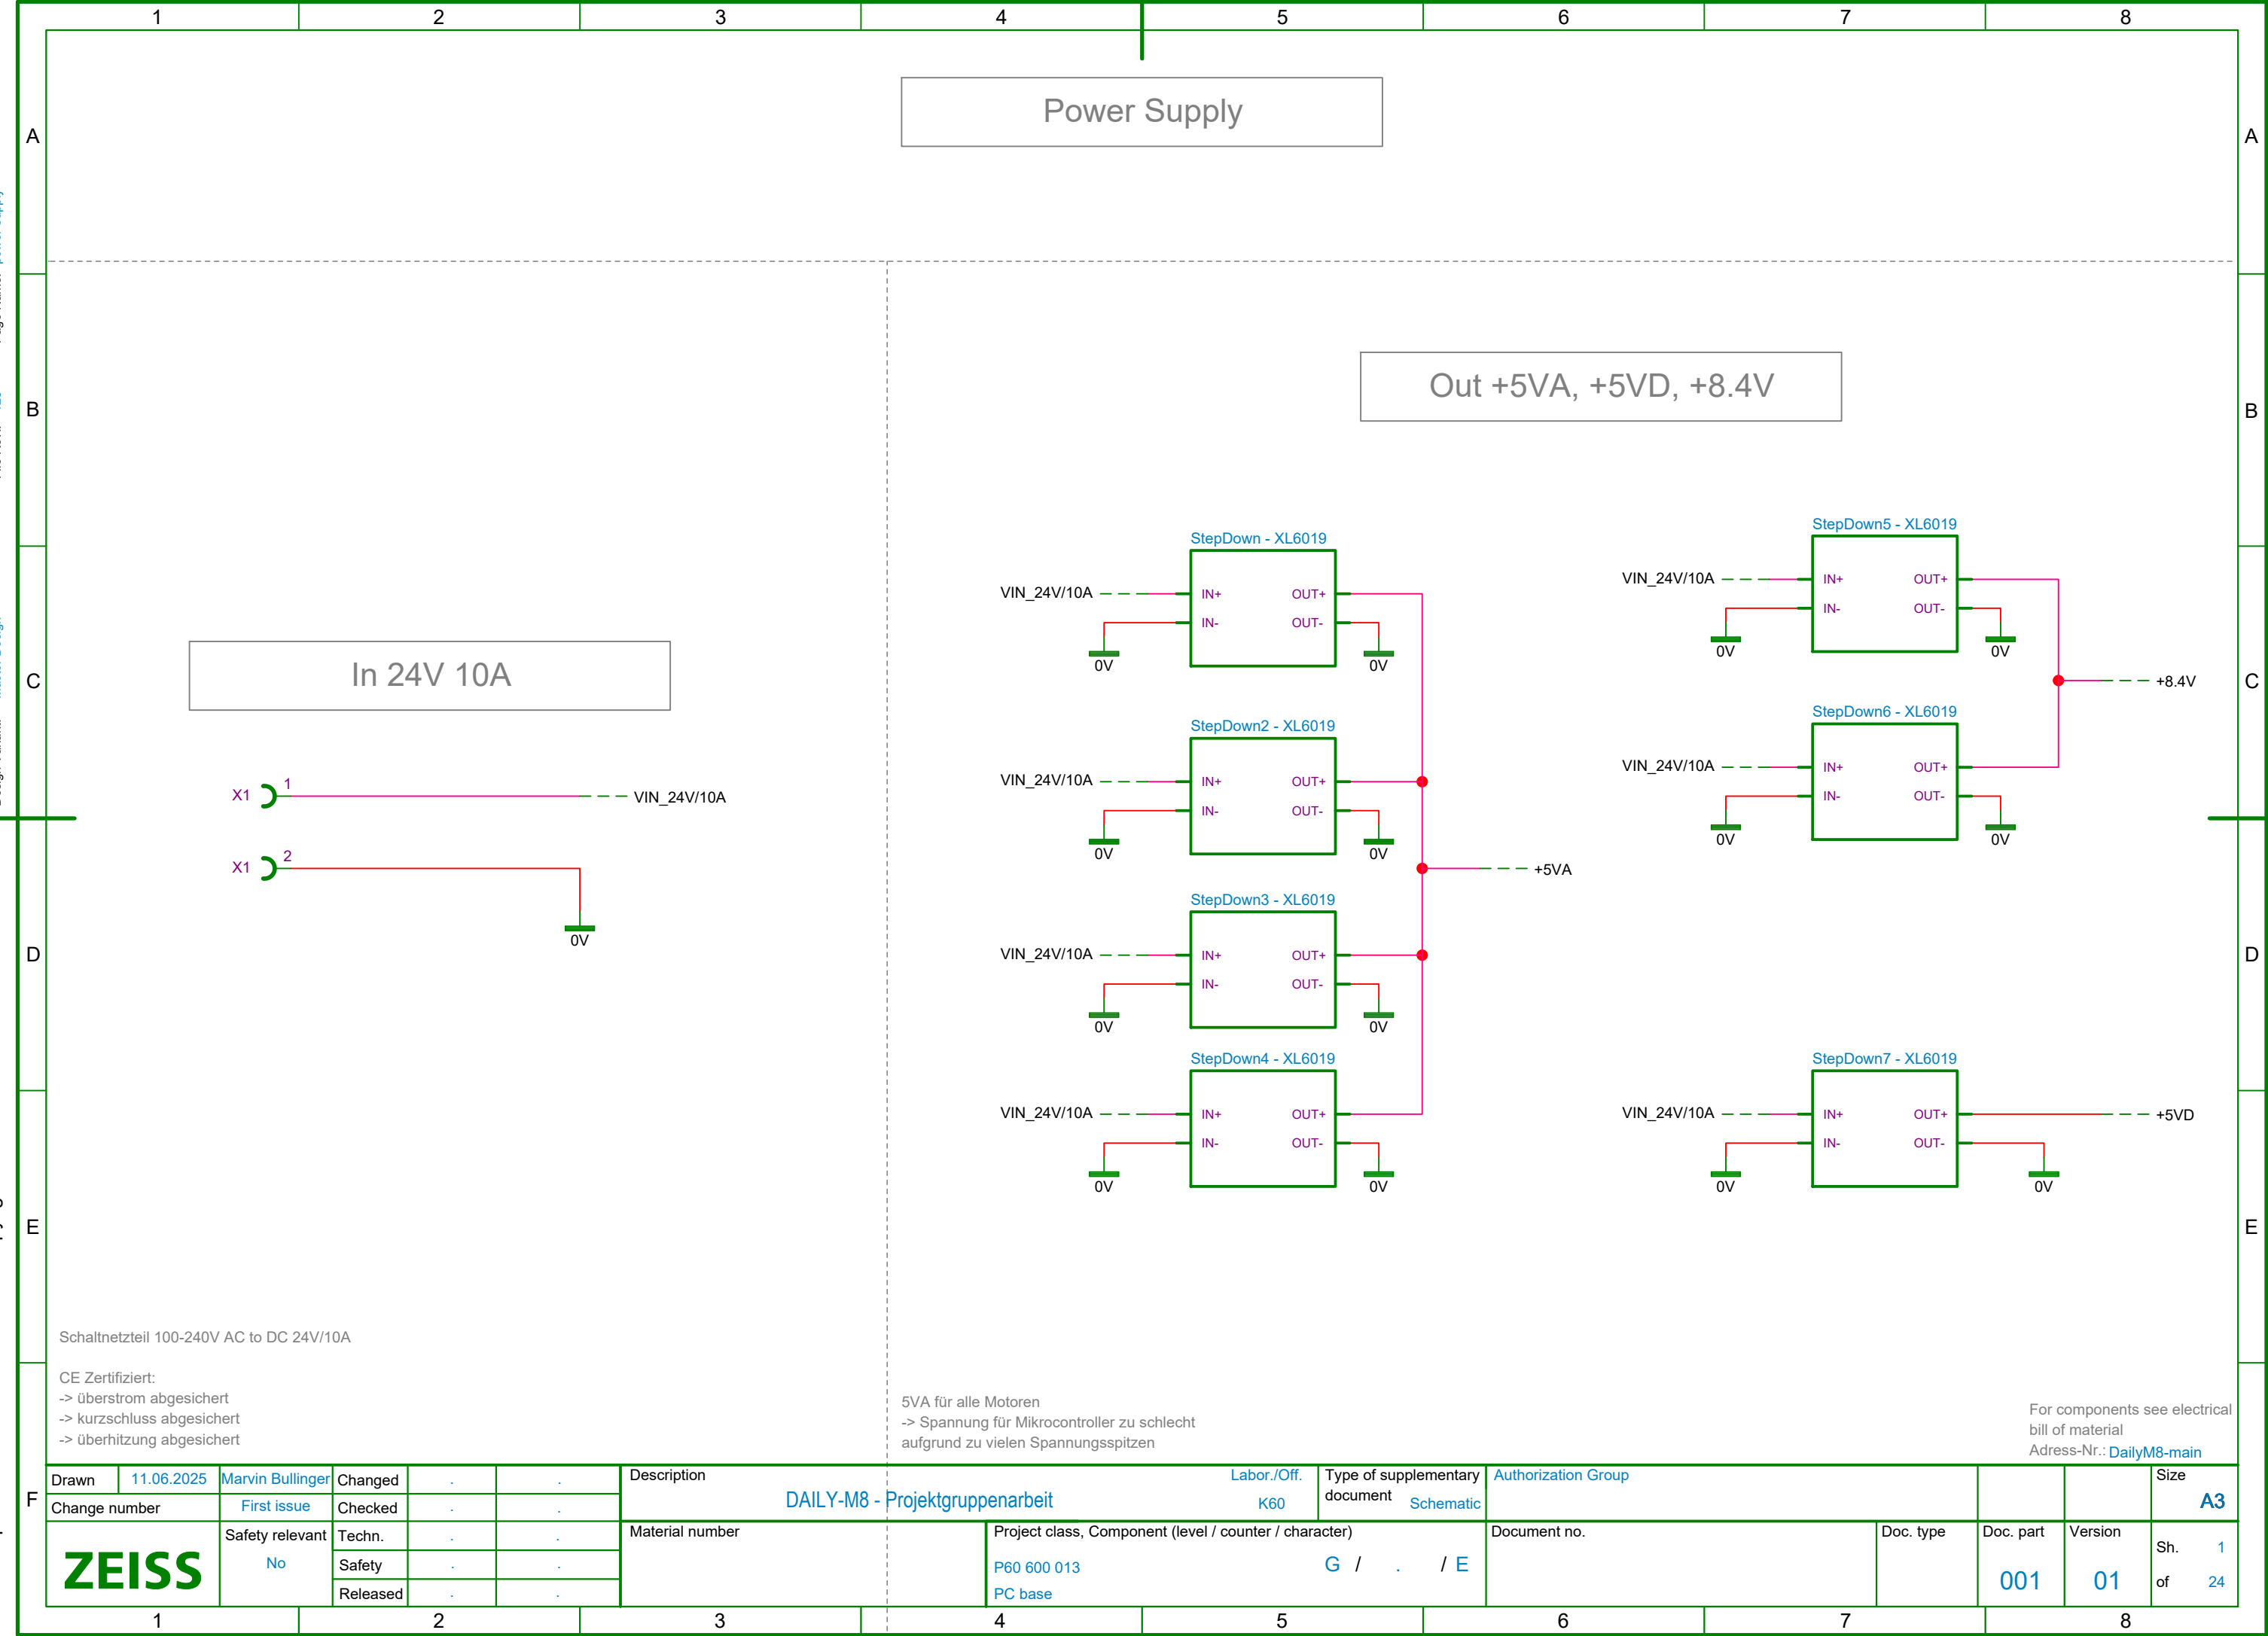 1 2 3 4 5 6 7 8
Power Supply
A A
Out +5VA, +5VD, +8.4V
B B
StepDown - XL6019
VIN_24V/10A IN+ OUT+
IN- OUT-
0V 0V
StepDown5 - XL6019
VIN_24V/10A IN+ OUT+
IN- OUT-
0V 0V
In 24V 10A
C C
+8.4V
StepDown2 - XL6019
VIN_24V/10A IN+ OUT+
IN- OUT-
0V 0V
StepDown6 - XL6019
VIN_24V/10A IN+ OUT+
IN- OUT-
0V 0V
X1 1 VIN_24V/10A
X1 2
0V
+5VA
StepDown3 - XL6019
VIN_24V/10A IN+ OUT+
IN- OUT-
0V 0V
D D
StepDown4 - XL6019
VIN_24V/10A IN+ OUT+
IN- OUT-
0V 0V
StepDown7 - XL6019
VIN_24V/10A IN+ OUT+ +5VD
IN- OUT-
0V 0V
E E
Schaltnetzteil 100-240V AC to DC 24V/10A
CE Zertifiziert:
-> überstrom abgesichert
-> kurzschluss abgesichert
-> überhitzung abgesichert
5VA für alle Motoren
-> Spannung für Mikrocontroller zu schlecht
aufgrund zu vielen Spannungsspitzen
For components see electrical
bill of material
Adress-Nr.: DailyM8-main
F
Drawn 11.06.2025 Marvin Bullinger Changed . .
Change number First issue Checked . .
Safety relevant Techn. . .
No Safety . .
Released . .
ZEISS
Description
DAILY-M8 - Projektgruppenarbeit
Labor./Off.
K60
Type of supplementary
document Schematic
Authorization Group
Size
A3
Material number
Project class, Component (level / counter / character)
P60 600 013 G / . / E
PC base
Document no.
Doc. type
Doc. part
001
Version
01
Sh. 1
of 24
1 2 3 4 5 6 7 8